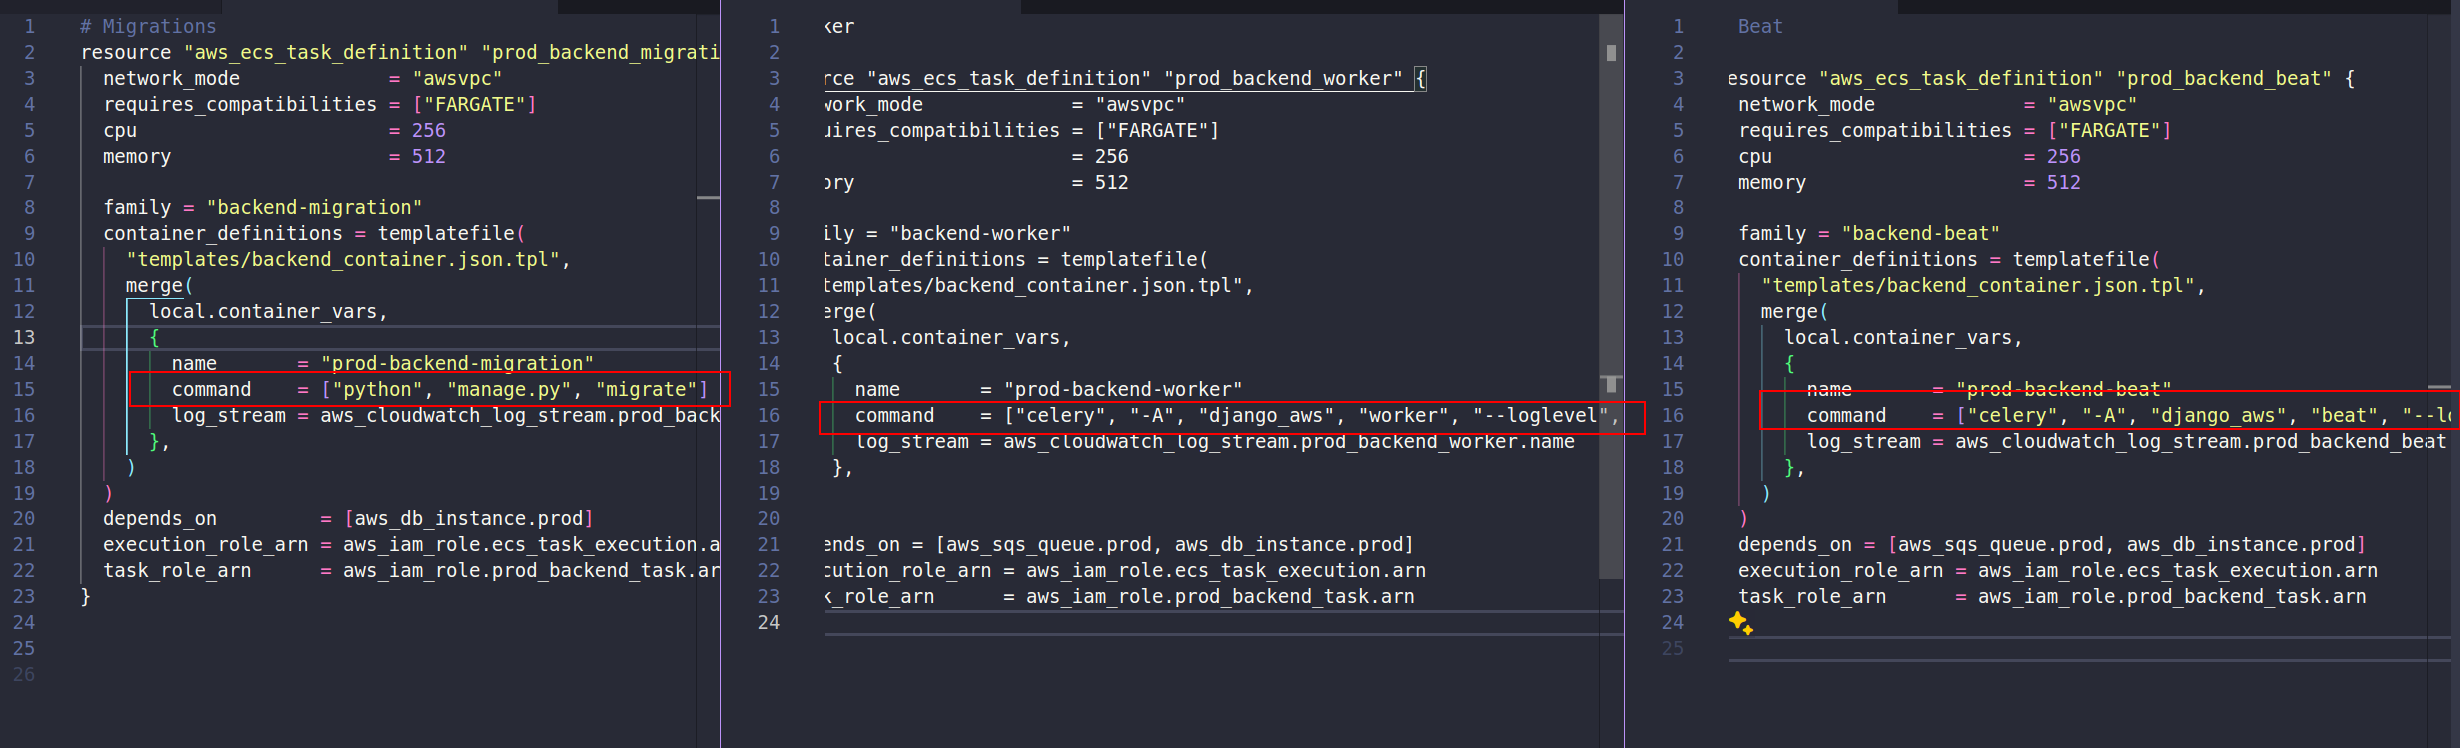 1 # Migrations
2 resource "aws_ecs_task_definition" "prod_backend_migrati
3 network_mode = "awsvpc"
4 requires_compatibilities = ["FARGATE"]
5 cpu = 256
6 memory = 512
7
8 family = "backend-migration"
9 container_definitions = templatefile(
10 "templates/backend_container.json.tpl",
11 merge(
12 local.container_vars,
13 {
14 name = "prod-backend-migration"
15 command = ["python", "manage.py", "migrate"]
16 log_stream = aws_cloudwatch_log_stream.prod_back
17 },
18 )
19 )
20 depends_on = [aws_db_instance.prod]
21 execution_role_arn = aws_iam_role.ecs_task_execution.a
22 task_role_arn = aws_iam_role.prod_backend_task.ar
23 }
24
25
26
1 ker
2
3 rce "aws_ecs_task_definition" "prod_backend_worker" {
4 work_mode = "awsvpc"
5 uires_compatibilities = ["FARGATE"]
6 = 256
7 ory = 512
8
9 ily = "backend-worker"
10 tainer_definitions = templatefile(
11 templates/backend_container.json.tpl",
12 erge(
13 local.container_vars,
14 {
15 name = "prod-backend-worker"
16 command = ["celery", "-A", "django_aws", "worker", "--loglevel",
17 log_stream = aws_cloudwatch_log_stream.prod_backend_worker.name
18 },
19
20
21 ends_on = [aws_sqs_queue.prod, aws_db_instance.prod]
22 cution_role_arn = aws_iam_role.ecs_task_execution.arn
23 k_role_arn = aws_iam_role.prod_backend_task.arn
24
1 Beat
2
3 esource "aws_ecs_task_definition" "prod_backend_beat" {
4 network_mode = "awsvpc"
5 requires_compatibilities = ["FARGATE"]
6 cpu = 256
7 memory = 512
8
9 family = "backend-beat"
10 container_definitions = templatefile(
11 "templates/backend_container.json.tpl",
12 merge(
13 local.container_vars,
14 {
15 name = "prod-backend-beat"
16 command = ["celery", "-A", "django_aws", "beat", "--lo
17 log_stream = aws_cloudwatch_log_stream.prod_backend_beat
18 },
19 )
20 )
21 depends_on = [aws_sqs_queue.prod, aws_db_instance.prod]
22 execution_role_arn = aws_iam_role.ecs_task_execution.arn
23 task_role_arn = aws_iam_role.prod_backend_task.arn
24
25